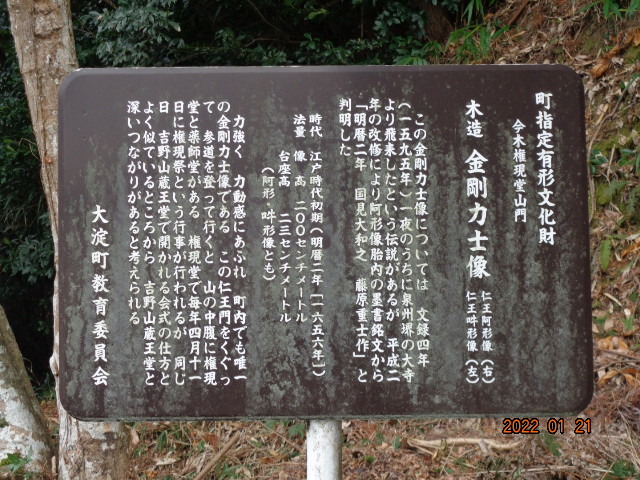 町指定有形文化財
今木権現堂山門
木造 金剛力士像
仁王阿形像（右）
仁王吽形像（左）
この金剛力士像については 文録四年
（一五九五年）一夜のうちに泉州堺の大寺
より飛来したという伝説があるが 平成二
年の改修により阿形像胎内の墨書銘文から
「明暦二年 国見大和之 藤原重士作」と
判明した
時代 江戸時代初期（明暦二年〔一六五六年〕）
法量 像高 二〇〇センチメートル
台座高 二三センチメートル
（阿形・吽形像とも）
力強く 力動感にあふれ 町内でも唯一
の金剛力士像である この仁王門をくぐっ
て 参道を登って行くと 山の中腹に権現
堂と薬師堂がある 権現堂で毎年四月十一
日に権現祭という行事が行われるが 同じ
日 吉野山蔵王堂で開かれる会式の仕方と
よく似ているところから 吉野山蔵王堂と
深いつながりがあると考えられる
大淀町教育委員会
2022 01 21